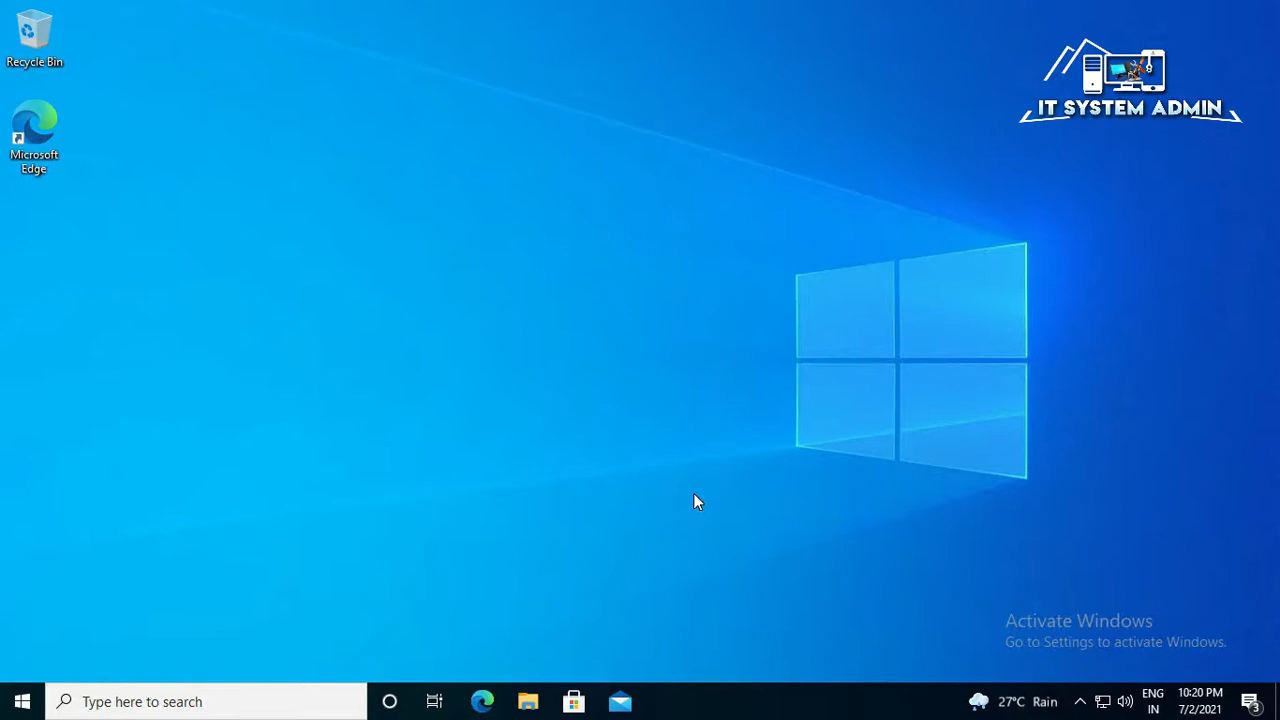 Recycle Bin
IT SYSTEM ADMIN
Microsoft
Edge
Activate Windows
Go to Settings to activate Windows.
Type here to search
27°C Rain
ENG
IN
10:20 PM
7/2/2021
3